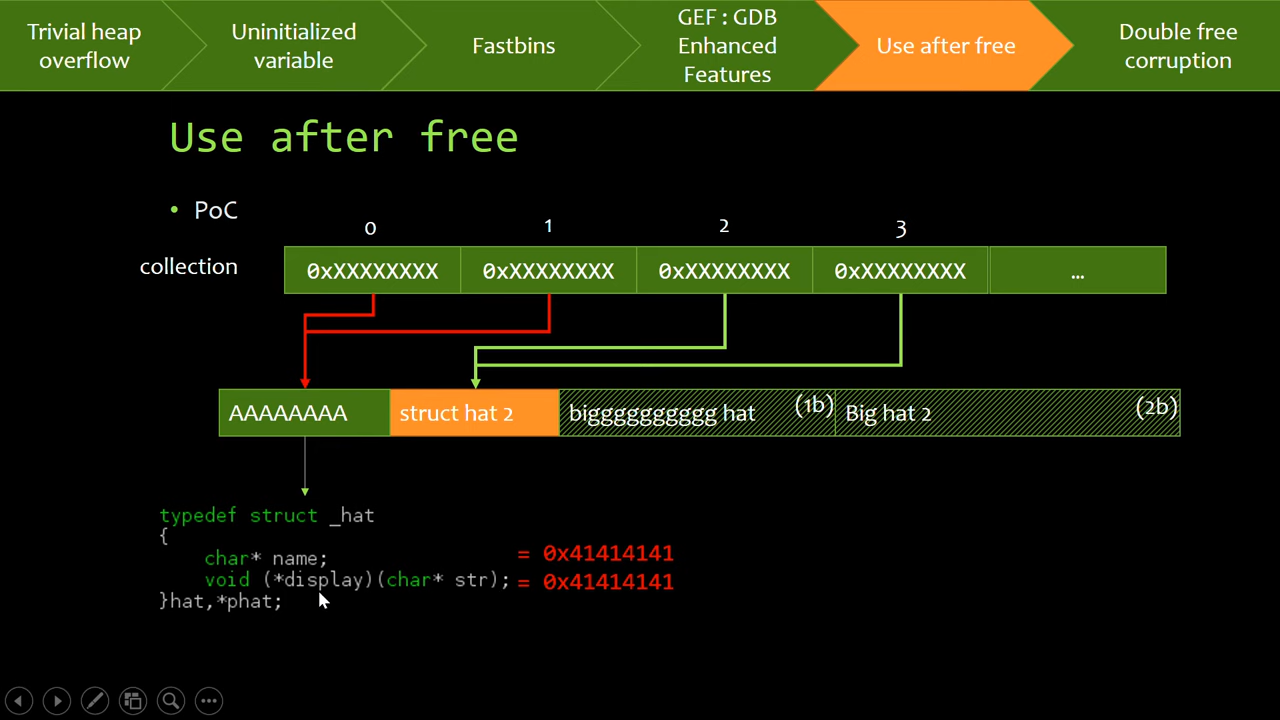 Trivial heap
overflow
Uninitialized
variable
Fastbins
GEF : GDB
Enhanced
Features
Use after free
Double free
corruption
Use after free
• PoC
0 1 2 3
collection 0xXXXXXXXX 0xXXXXXXXX 0xXXXXXXXX 0xXXXXXXXX ...
AAAAAAAA struct hat 2 bigggggggggg hat (1b) Big hat 2 (2b)
typedef struct _hat
{
char* name; = 0x41414141
void (*display)(char* str); = 0x41414141
}hat,*phat;